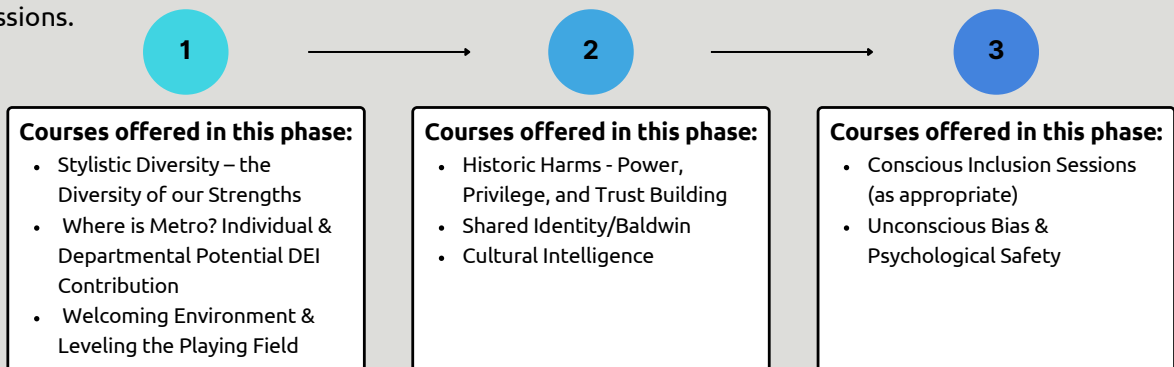 ssions.
1
2
3
Courses offered in this phase:
• Stylistic Diversity – the
Diversity of our Strengths
• Where is Metro? Individual &
Departmental Potential DEI
Contribution
• Welcoming Environment &
Leveling the Playing Field
Courses offered in this phase:
• Historic Harms - Power,
Privilege, and Trust Building
• Shared Identity/Baldwin
• Cultural Intelligence
Courses offered in this phase:
• Conscious Inclusion Sessions
(as appropriate)
• Unconscious Bias &
Psychological Safety